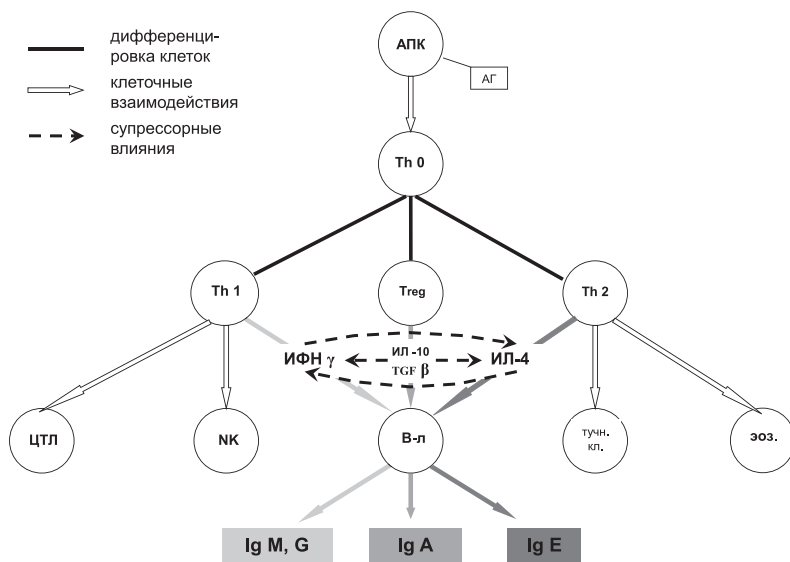 дифференци-
ровка клеток
клеточные
взаимодействия
супрессорные
влияния
АПК
АГ
Th 0
Th 1
Treg
Th 2
ИФН γ
ИЛ -10
TGF β
ИЛ-4
ЦТЛ
NK
В-л
тучн.
кл.
эоз.
Ig M, G
Ig A
Ig E